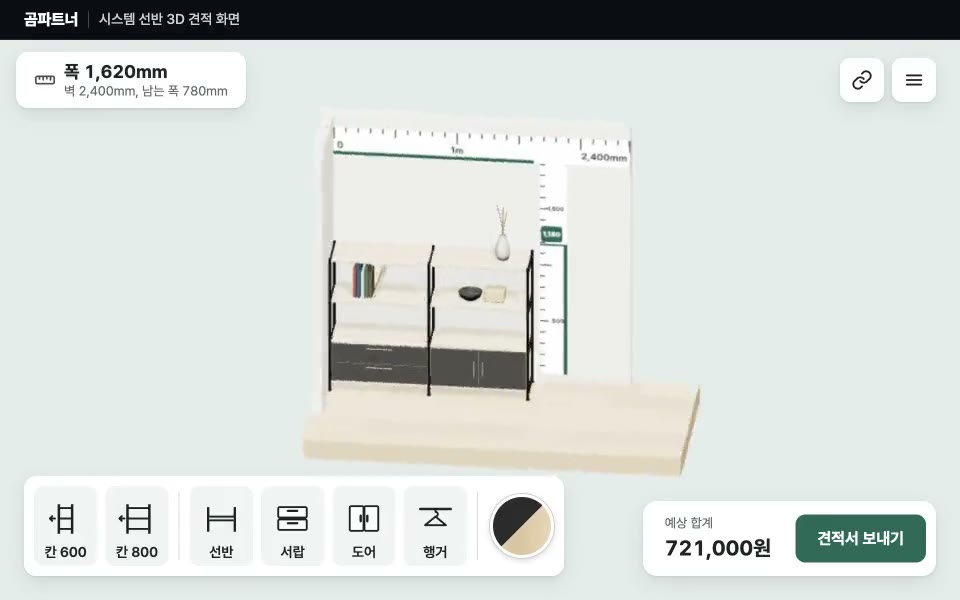 곰파트너
시스템 선반 3D 견적 화면
폭 1,620mm
벽 2,400mm, 남는 폭 780mm
0
1m
2,400mm
1,180
칸 600
칸 800
선반
서랍
도어
행거
예상 합계
721,000원
견적서 보내기